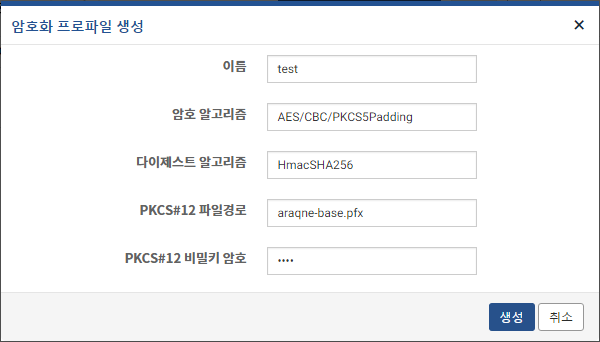 암호화 프로파일 생성 ×
이름 test
암호 알고리즘 AES/CBC/PKCS5Padding
다이제스트 알고리즘 HmacSHA256
PKCS#12 파일경로 araqne-base.pfx
PKCS#12 비밀키 암호 ••••
생성 취소